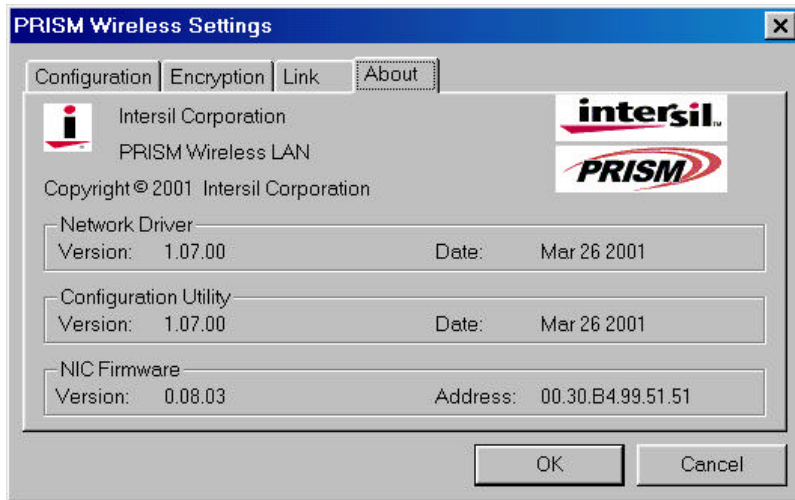 PRISM Wireless Settings
Configuration Encryption Link About
i
Intersil Corporation
PRISM Wireless LAN
intersil™
PRISM
Copyright © 2001 Intersil Corporation
Network Driver
Version: 1.07.00 Date: Mar 26 2001
Configuration Utility
Version: 1.07.00 Date: Mar 26 2001
NIC Firmware
Version: 0.08.03 Address: 00.30.B4.99.51.51
OK Cancel